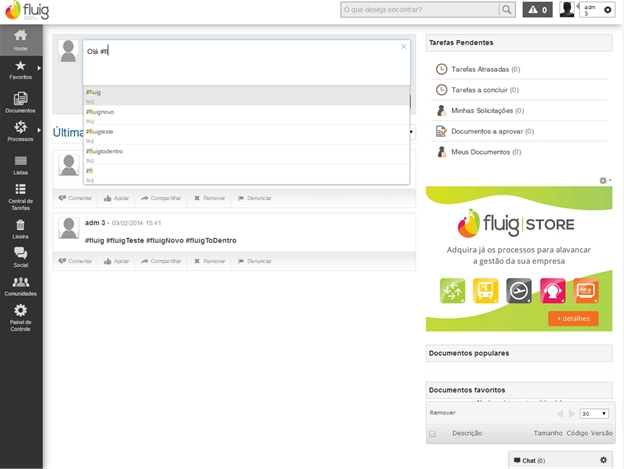 fluig
O que deseja encontrar?
0
adm
3
Home
Favoritos
Documentos
Processos
Listas
Central de
Tarefas
Lixeira
Social
Comunidades
Painel de
Controle
Olá #fl
#fluig
tag
#fluignovo
tag
#fluigteste
tag
#fluigtodentro
tag
#fl
tag
Última
Comentar Apoiar Compartilhar Remover Denunciar
adm 3 - 03/02/2014 15:41
#fluig #fluigTeste #fluigNovo #fluigToDentro
Comentar Apoiar Compartilhar Remover Denunciar
Tarefas Pendentes
Tarefas Atrasadas (0)
Tarefas a concluir (0)
Minhas Solicitações (0)
Documentos a aprovar (0)
Meus Documentos (0)
fluig STORE
Adquira já os processos para alavancar
a gestão da sua empresa
+ detalhes
Documentos populares
Documentos favoritos
Remover 30
Descrição Tamanho Código Versão
Chat (0)